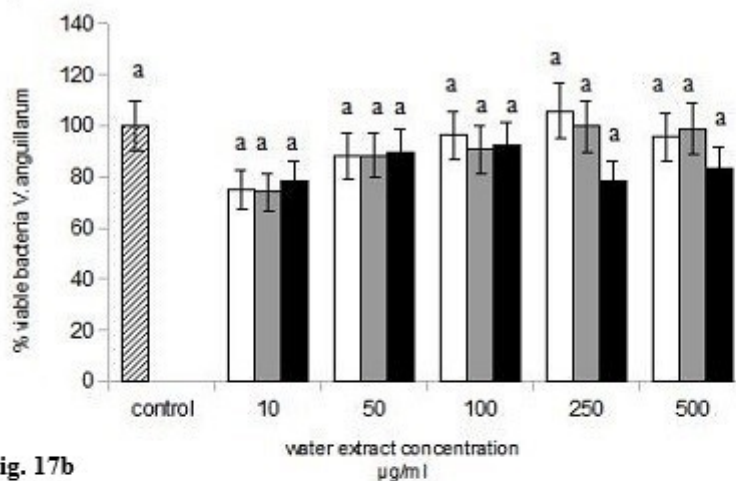 140
120
100
80
60
40
20
0
% viable bacteria V. anguillarum
a
a a a
a a a
a a a
a a a
a a a
control 10 50 100 250 500
water extract concentration
µg/ml
ig. 17b